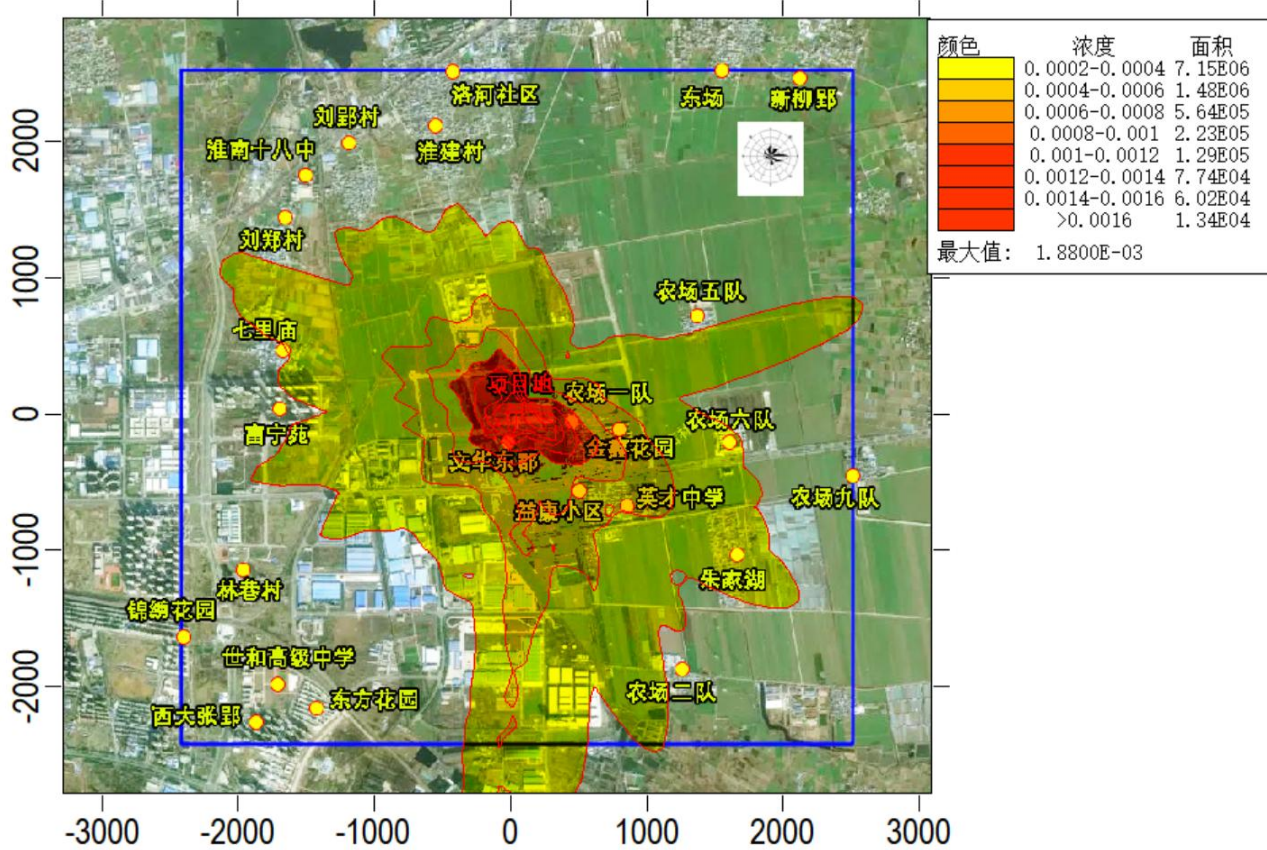 颜色 浓度 面积
0.0002-0.0004 7.15E06
0.0004-0.0006 1.48E06
0.0006-0.0008 5.64E05
0.0008-0.001 2.23E05
0.001-0.0012 1.29E05
0.0012-0.0014 7.74E04
0.0014-0.0016 6.02E04
>0.0016 1.34E04
最大值: 1.8800E-03
洛河社区
东场
新柳郢
刘郢村
淮南十八中
淮建村
刘郑村
农场五队
七里庙
项目地
农场一队
富宁苑
农场六队
金鑫花园
文华东郡
益康小区
英才中学
农场九队
朱家湖
林巷村
锦绣花园
世和高级中学
农场二队
东方花园
西大张郢
2000
1000
0
-1000
-2000
-3000 -2000 -1000 0 1000 2000 3000